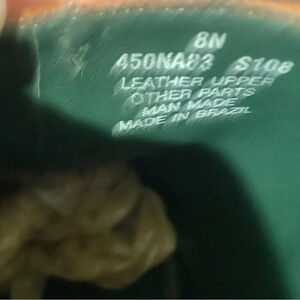 8N
450NA83 S108
LEATHER UPPER
OTHER PARTS
MAN MADE
MADE IN BRAZIL